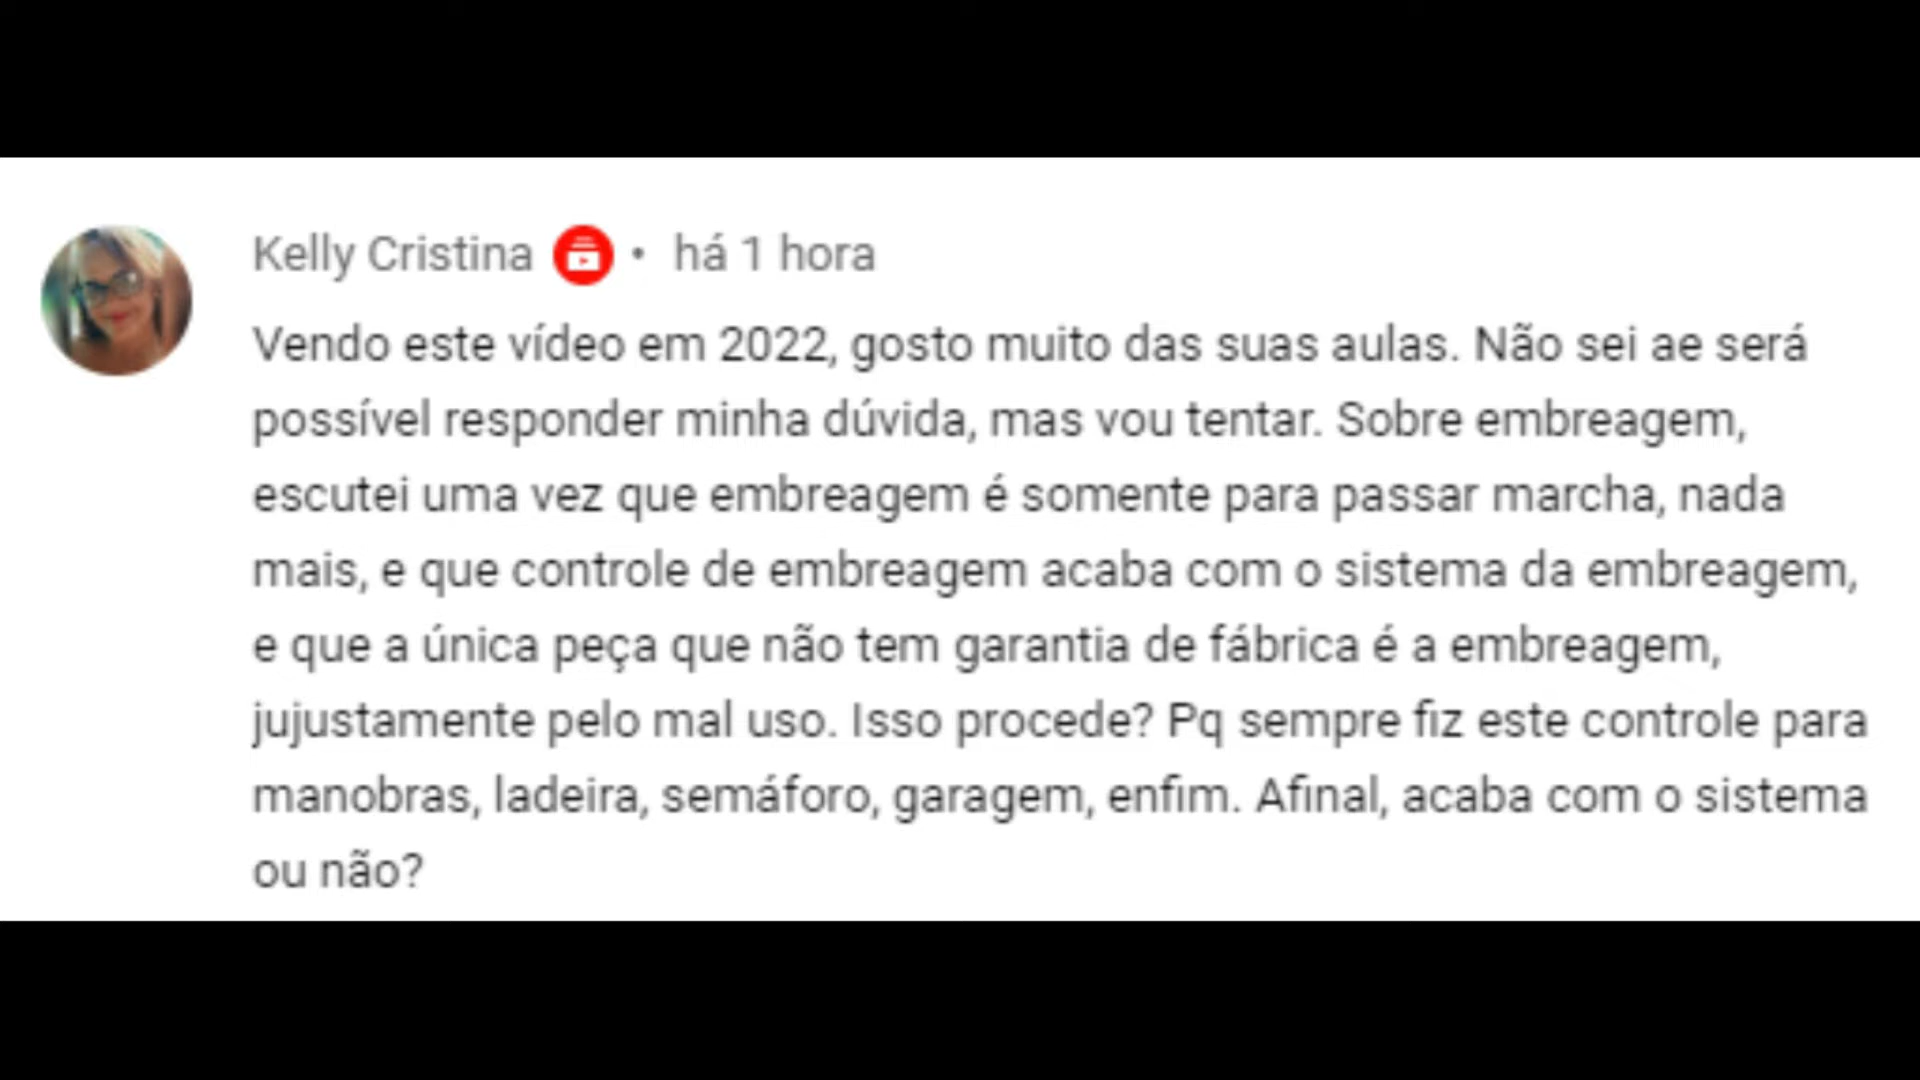 Kelly Cristina • há 1 hora
Vendo este vídeo em 2022, gosto muito das suas aulas. Não sei ae será
possível responder minha dúvida, mas vou tentar. Sobre embreagem,
escutei uma vez que embreagem é somente para passar marcha, nada
mais, e que controle de embreagem acaba com o sistema da embreagem,
e que a única peça que não tem garantia de fábrica é a embreagem,
jujustamente pelo mal uso. Isso procede? Pq sempre fiz este controle para
manobras, ladeira, semáforo, garagem, enfim. Afinal, acaba com o sistema
ou não?